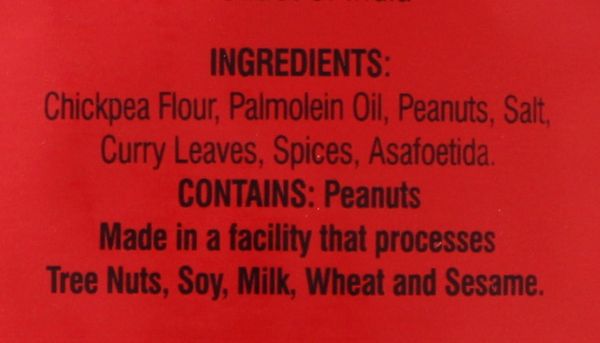 INGREDIENTS:
Chickpea Flour, Palmolein Oil, Peanuts, Salt,
Curry Leaves, Spices, Asafoetida.
CONTAINS: Peanuts
Made in a facility that processes
Tree Nuts, Soy, Milk, Wheat and Sesame.